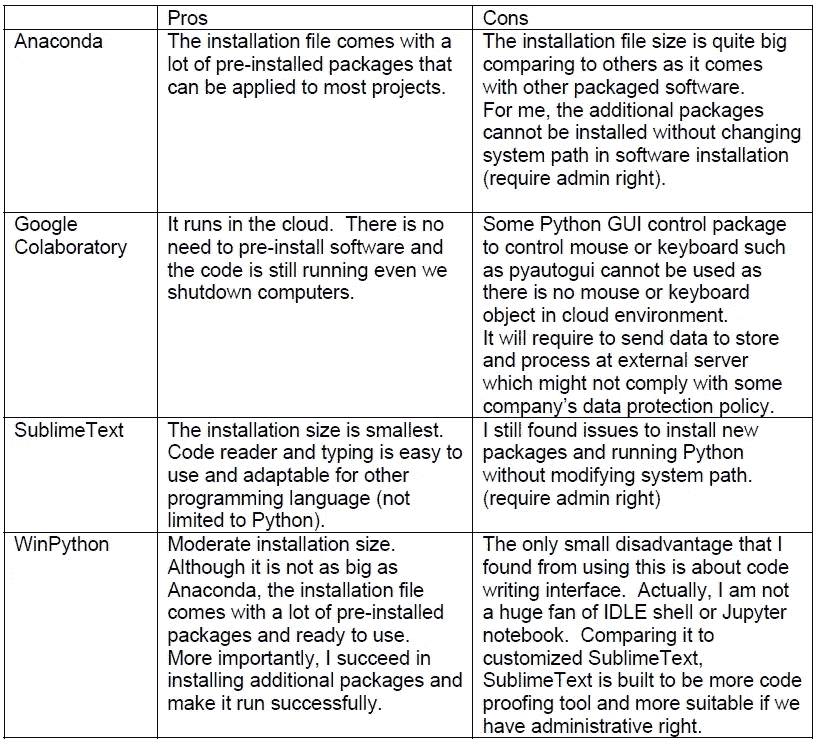 Pros
Cons
Anaconda
The installation file comes with a
lot of pre-installed packages that
can be applied to most projects.
The installation file size is quite big
comparing to others as it comes
with other packaged software.
For me, the additional packages
cannot be installed without changing
system path in software installation
(require admin right).
Google
Colaboratory
It runs in the cloud.  There is no
need to pre-install software and
the code is still running even we
shutdown computers.
Some Python GUI control package
to control mouse or keyboard such
as pyautogui cannot be used as
there is no mouse or keyboard
object in cloud environment.
It will require to send data to store
and process at external server
which might not comply with some
company's data protection policy.
SublimeText
The installation size is smallest.
Code reader and typing is easy to
use and adaptable for other
programming language (not
limited to Python).
I still found issues to install new
packages and running Python
without modifying system path.
(require admin right)
WinPython
Moderate installation size.
Although it is not as big as
Anaconda, the installation file
comes with a lot of pre-installed
packages and ready to use.
More importantly, I succeed in
installing additional packages and
make it run successfully.
The only small disadvantage that I
found from using this is about code
writing interface.  Actually, I am not
a huge fan of IDLE shell or Jupyter
notebook.  Comparing it to
customized SublimeText,
SublimeText is built to be more code
proofing tool and more suitable if we
have administrative right.